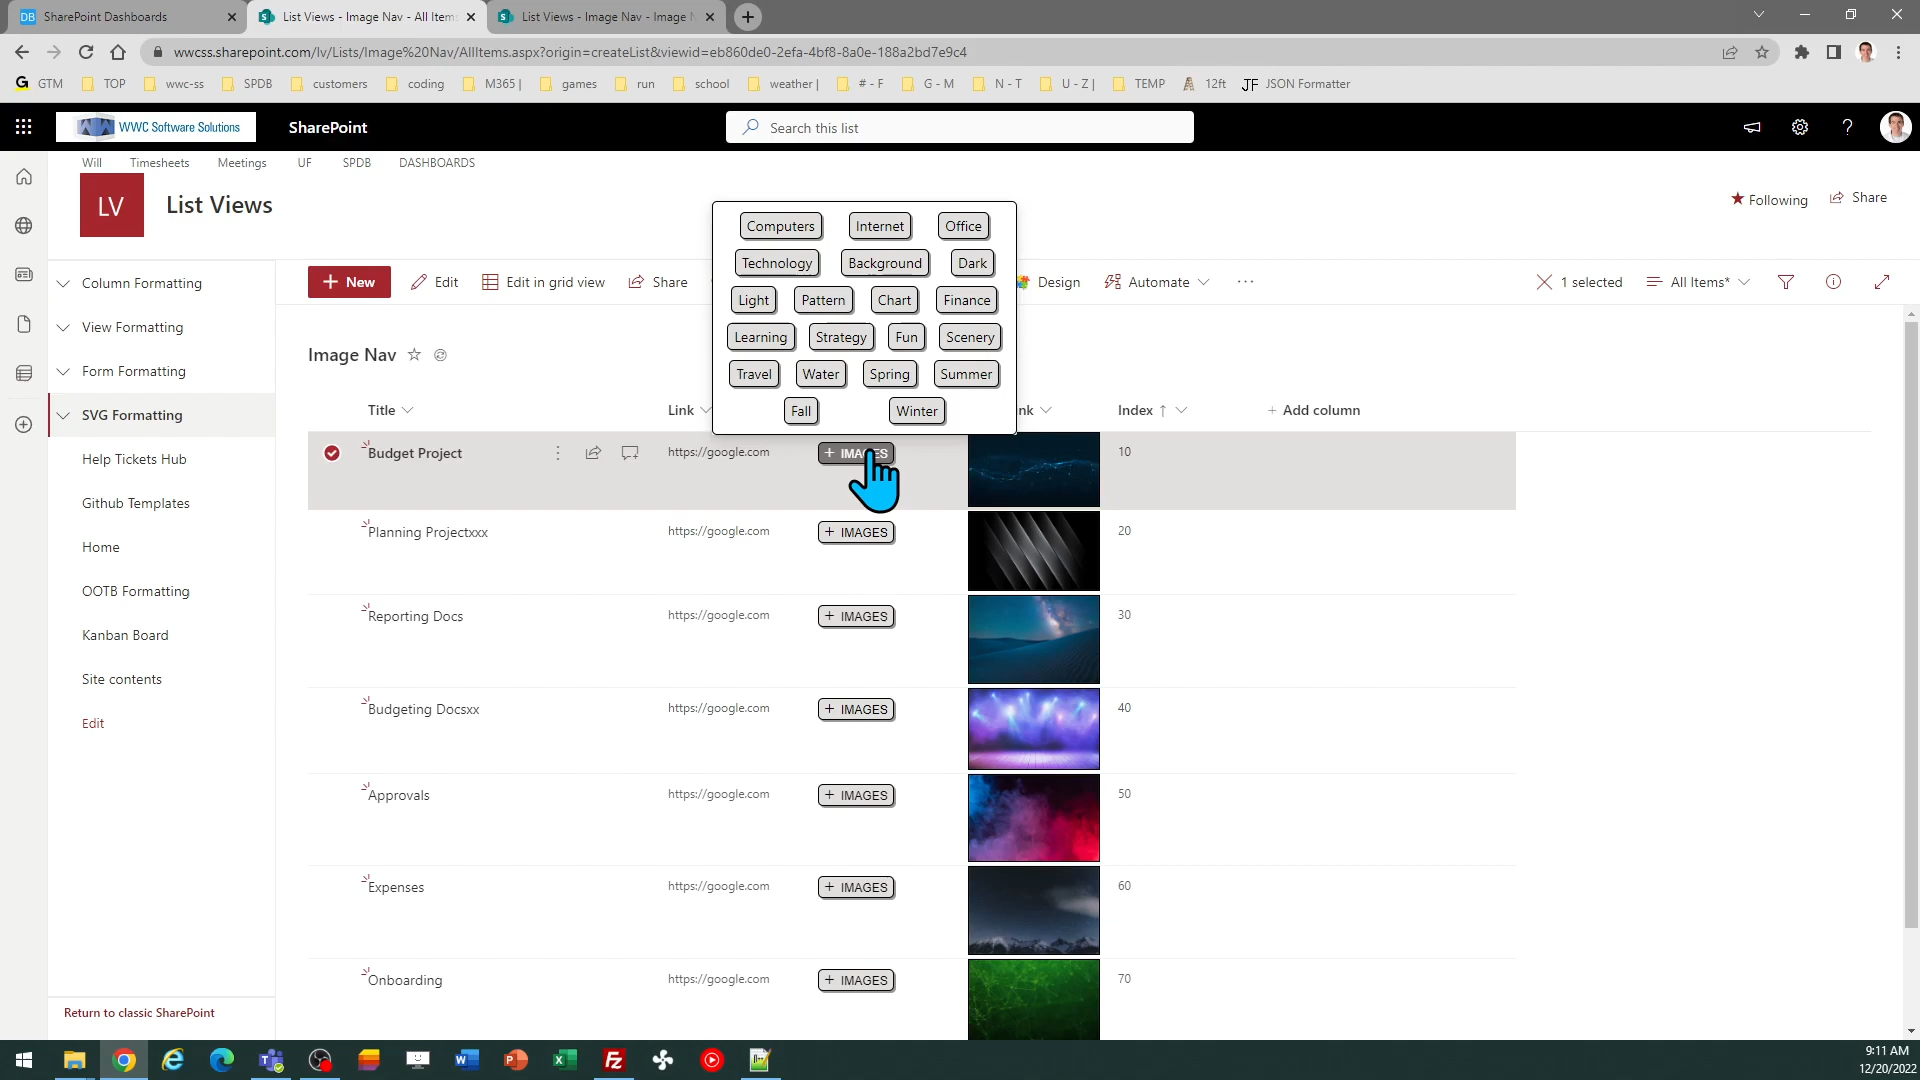 SharePoint Dashboards
List Views - Image Nav - All Items
List Views - Image Nav - Image N
wwcss.sharepoint.com/lv/Lists/Image%20Nav/AllItems.aspx?origin=createList&viewid=eb860de0-2efa-4bf8-8a0e-188a2bd7e9c4
GTM TOP wwc-ss SPDB customers coding M365 | games run school weather | # - F G - M N - T U - Z | TEMP 12ft JF JSON Formatter
WWC Software Solutions SharePoint Search this list
Will Timesheets Meetings UF SPDB DASHBOARDS
LV List Views
Following Share
Computers Internet Office
Technology Background Dark
Light Pattern Chart Finance
Learning Strategy Fun Scenery
Travel Water Spring Summer
Fall Winter
+ New Edit Edit in grid view Share Design Automate ... 1 selected All Items*
Column Formatting
View Formatting
Form Formatting
SVG Formatting
Help Tickets Hub
Github Templates
Home
OOTB Formatting
Kanban Board
Site contents
Edit
Return to classic SharePoint
Image Nav
Title Link nk Index ↑ + Add column
Budget Project https://google.com + IMAGES 10
Planning Projectxxx https://google.com + IMAGES 20
Reporting Docs https://google.com + IMAGES 30
Budgeting Docsxx https://google.com + IMAGES 40
Approvals https://google.com + IMAGES 50
Expenses https://google.com + IMAGES 60
Onboarding https://google.com + IMAGES 70
9:11 AM
12/20/2022